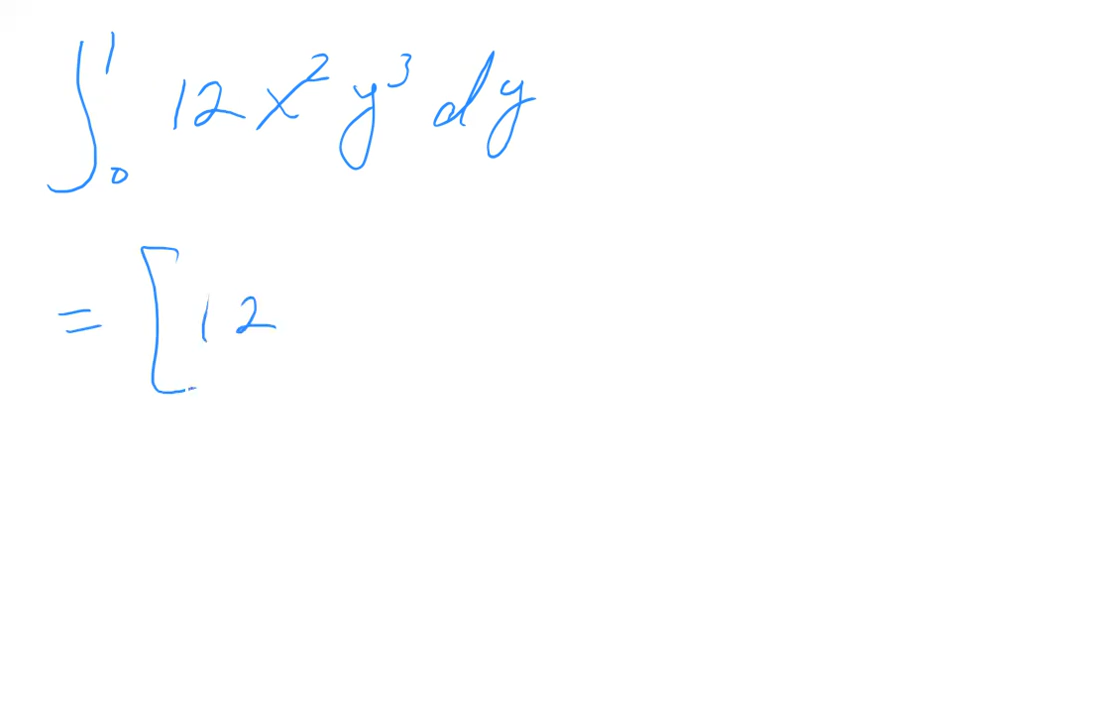 ∫₀¹ 12x²y³ dy
= [12